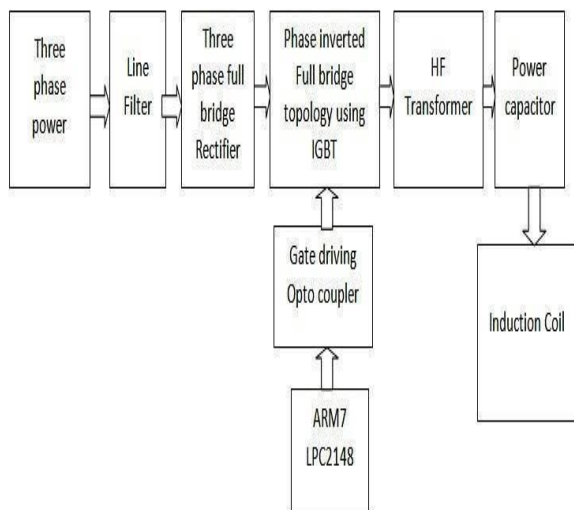 Three
phase
power
Line
Filter
Three
phase full
bridge
Rectifier
Phase inverted
Full bridge
topology using
IGBT
HF
Transformer
Power
capacitor
Gate driving
Opto coupler
Induction Coil
ARM7
LPC2148